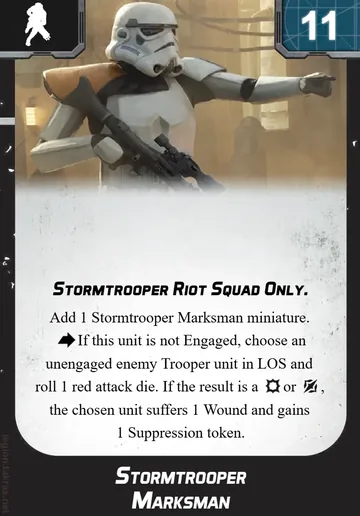 11
Stormtrooper Riot Squad Only.
Add 1 Stormtrooper Marksman miniature.
If this unit is not Engaged, choose an
unengaged enemy Trooper unit in LOS and
roll 1 red attack die. If the result is a or ,
the chosen unit suffers 1 Wound and gains
1 Suppression token.
Stormtrooper
Marksman